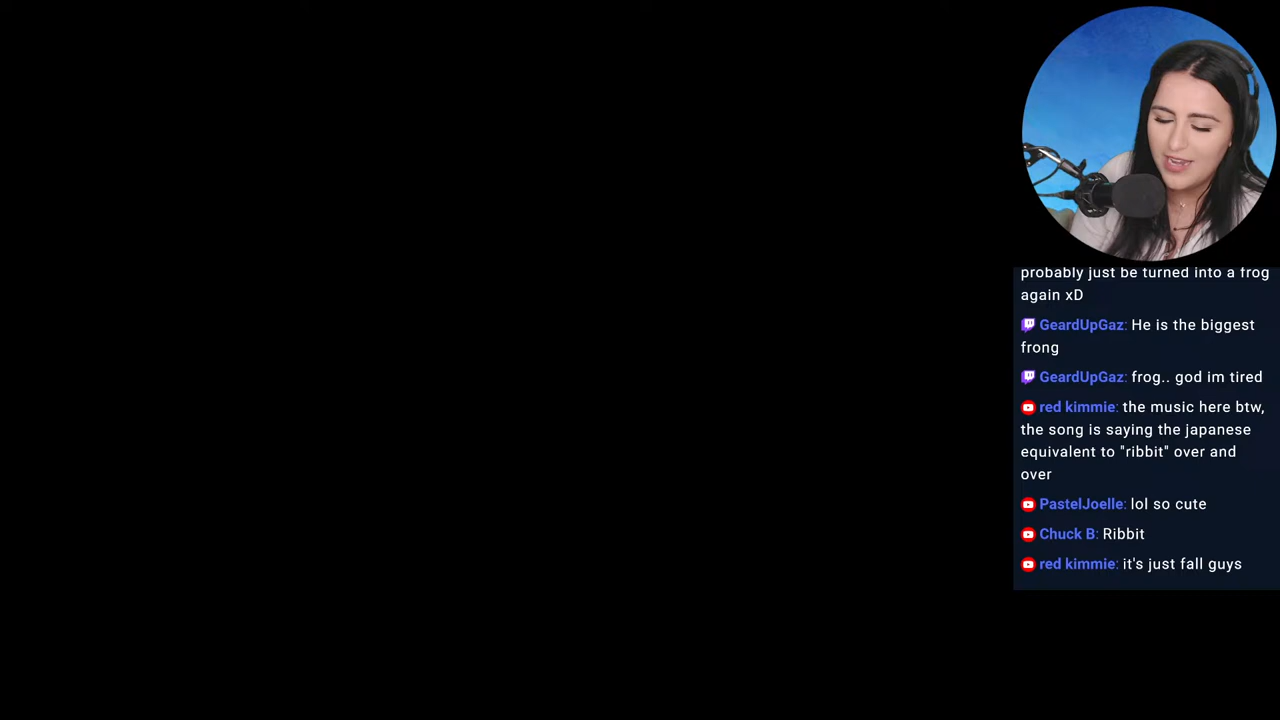 probably just be turned into a frog
again xD
GeardUpGaz: He is the biggest
frong
GeardUpGaz: frog.. god im tired
red kimmie: the music here btw,
the song is saying the japanese
equivalent to "ribbit" over and
over
PastelJoelle: lol so cute
Chuck B: Ribbit
red kimmie: it's just fall guys